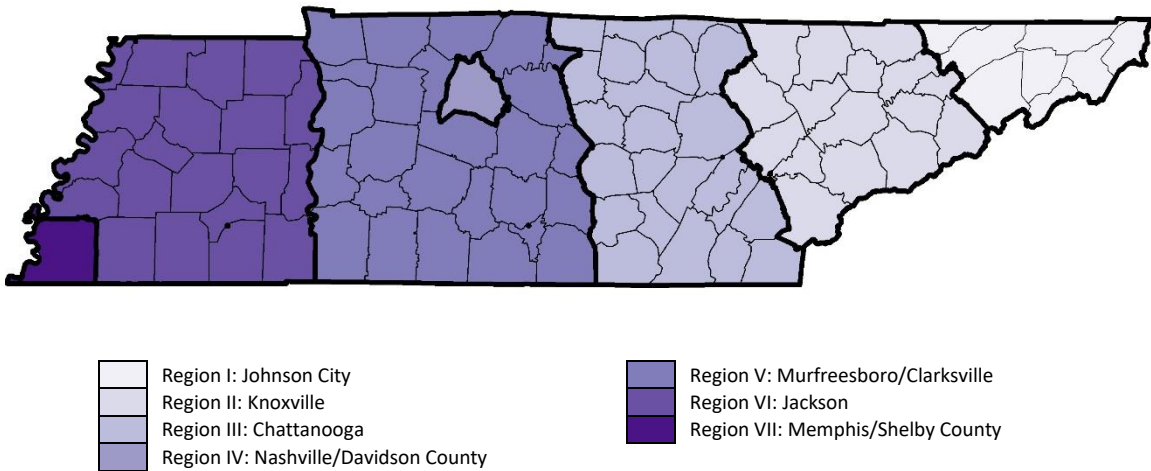 Region I: Johnson City
Region II: Knoxville
Region III: Chattanooga
Region IV: Nashville/Davidson County
Region V: Murfreesboro/Clarksville
Region VI: Jackson
Region VII: Memphis/Shelby County